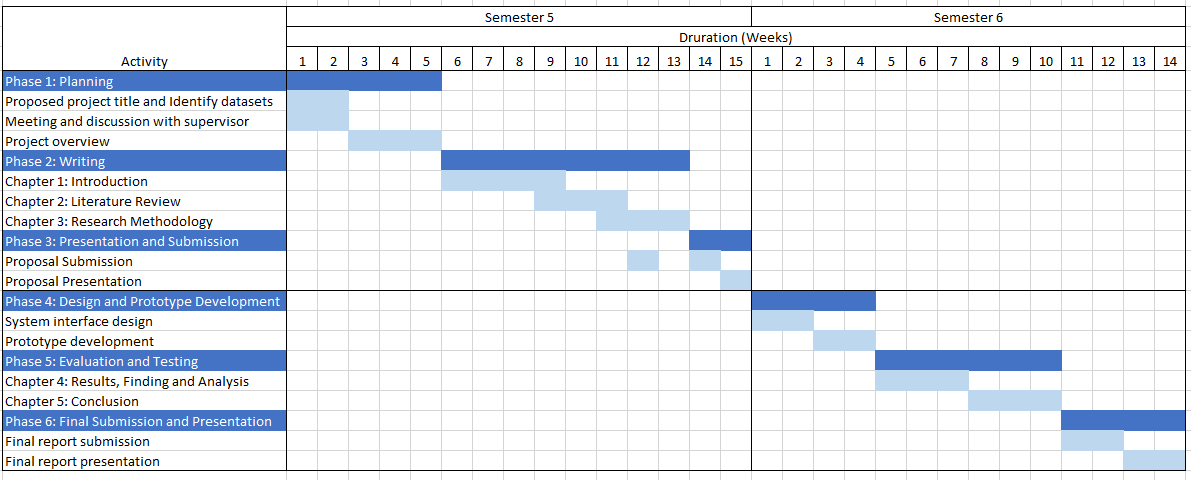 Semester 5 Semester 6
Druration (Weeks)
Activity 1 2 3 4 5 6 7 8 9 10 11 12 13 14 15 1 2 3 4 5 6 7 8 9 10 11 12 13 14
Phase 1: Planning
Proposed project title and Identify datasets
Meeting and discussion with supervisor
Project overview
Phase 2: Writing
Chapter 1: Introduction
Chapter 2: Literature Review
Chapter 3: Research Methodology
Phase 3: Presentation and Submission
Proposal Submission
Proposal Presentation
Phase 4: Design and Prototype Development
System interface design
Prototype development
Phase 5: Evaluation and Testing
Chapter 4: Results, Finding and Analysis
Chapter 5: Conclusion
Phase 6: Final Submission and Presentation
Final report submission
Final report presentation